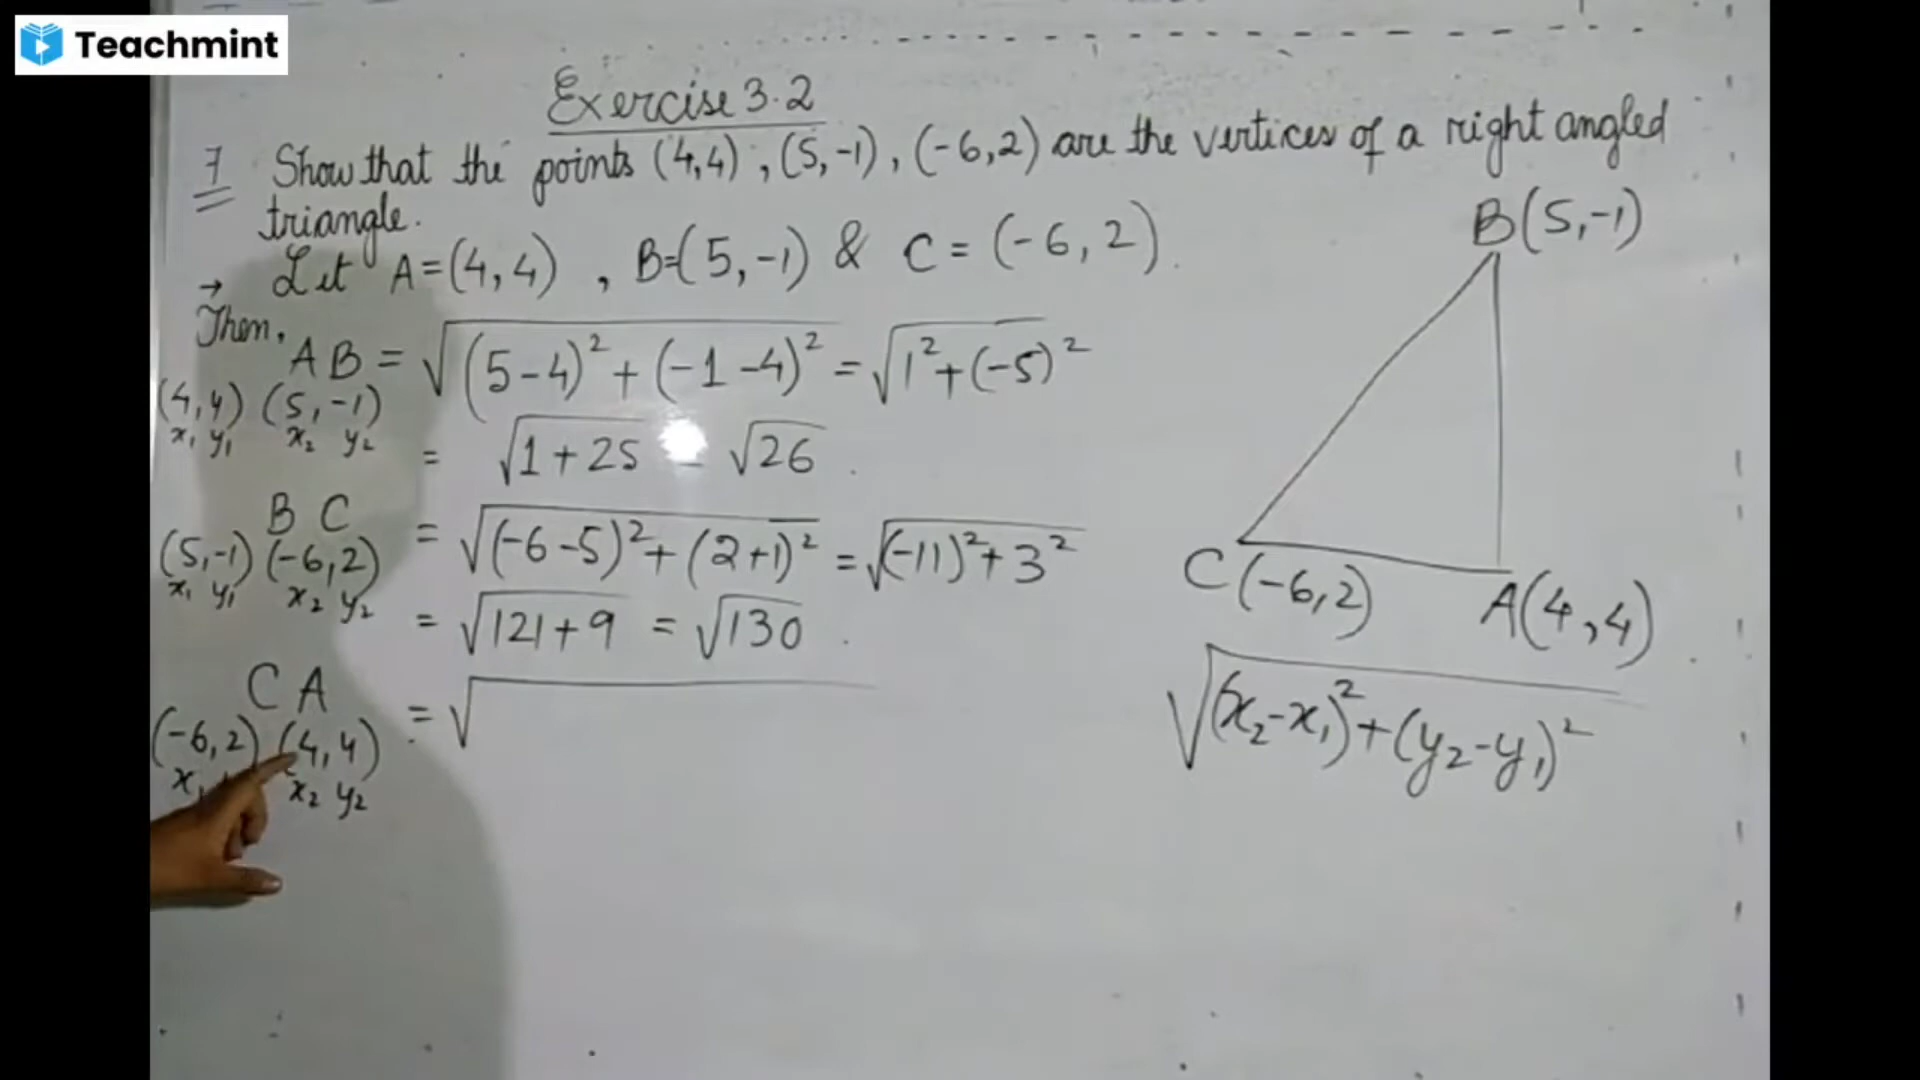 Teachmint
Exercise 3.2
7 Show that the points (4,4), (5,-1), (-6,2) are the vertices of a right angled
triangle.
→ Let A=(4,4) , B=(5,-1) & C = (-6,2).
Then,
AB = √(5-4)²+(-1-4)² = √1²+(-5)²
(4,4) (5,-1)
x₁ y₁ x₂ y₂
= √1+25 = √26 .
BC = √(-6-5)²+(2+1)² = √(-11)²+3²
(5,-1) (-6,2)
x₁ y₁ x₂ y₂
= √121+9 = √130 .
CA = √
(-6,2) (4,4)
x₁ x₂ y₂
B(5,-1)
C(-6,2) A(4,4)
√(x₂-x₁)²+(y₂-y₁)²